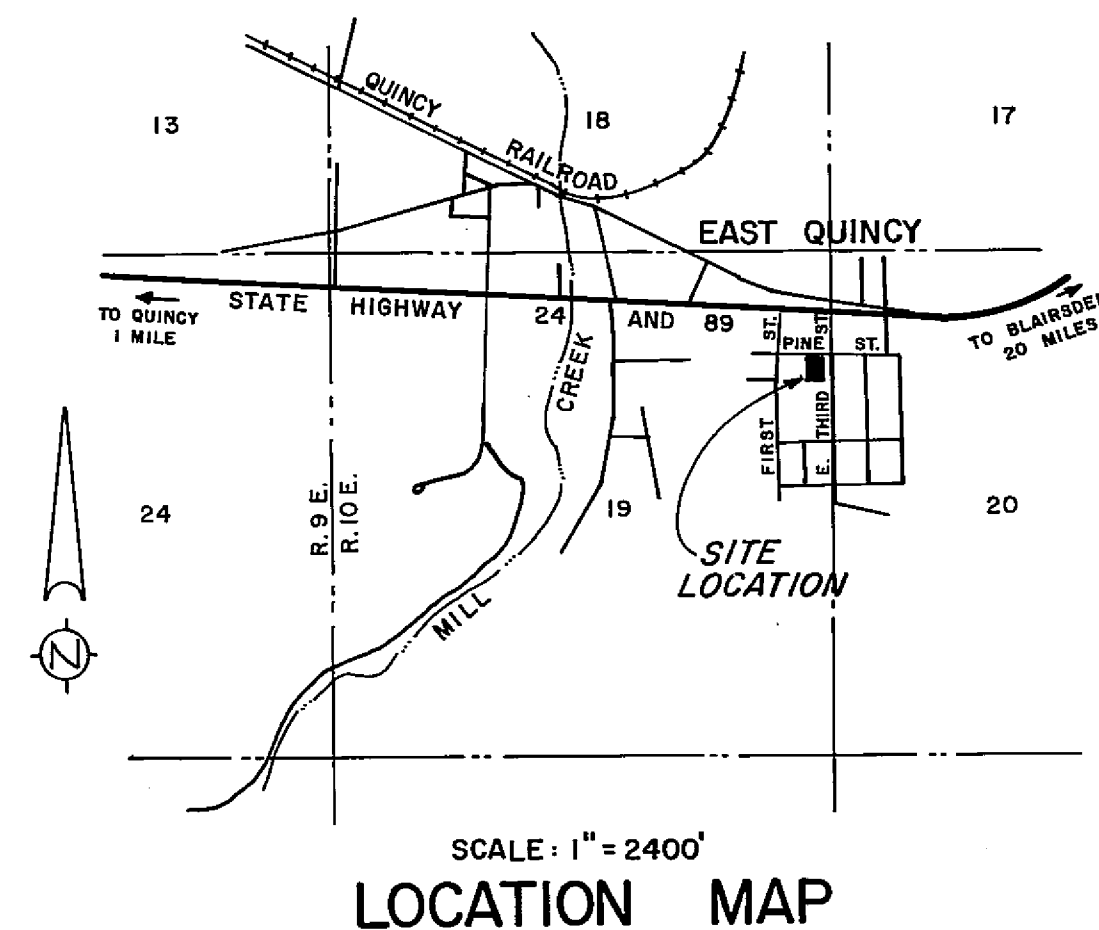 QUINCY
RAILROAD
13
18
17
EAST QUINCY
STATE HIGHWAY 24 AND 89
TO QUINCY
1 MILE
TO BLAIRSDE
20 MILES
PINE ST.
ST.
ST.
FIRST
E. THIRD
CREEK
MILL
R. 9 E.
R. 10 E.
24
19
20
SITE
LOCATION
N
SCALE: 1" = 2400'
LOCATION MAP